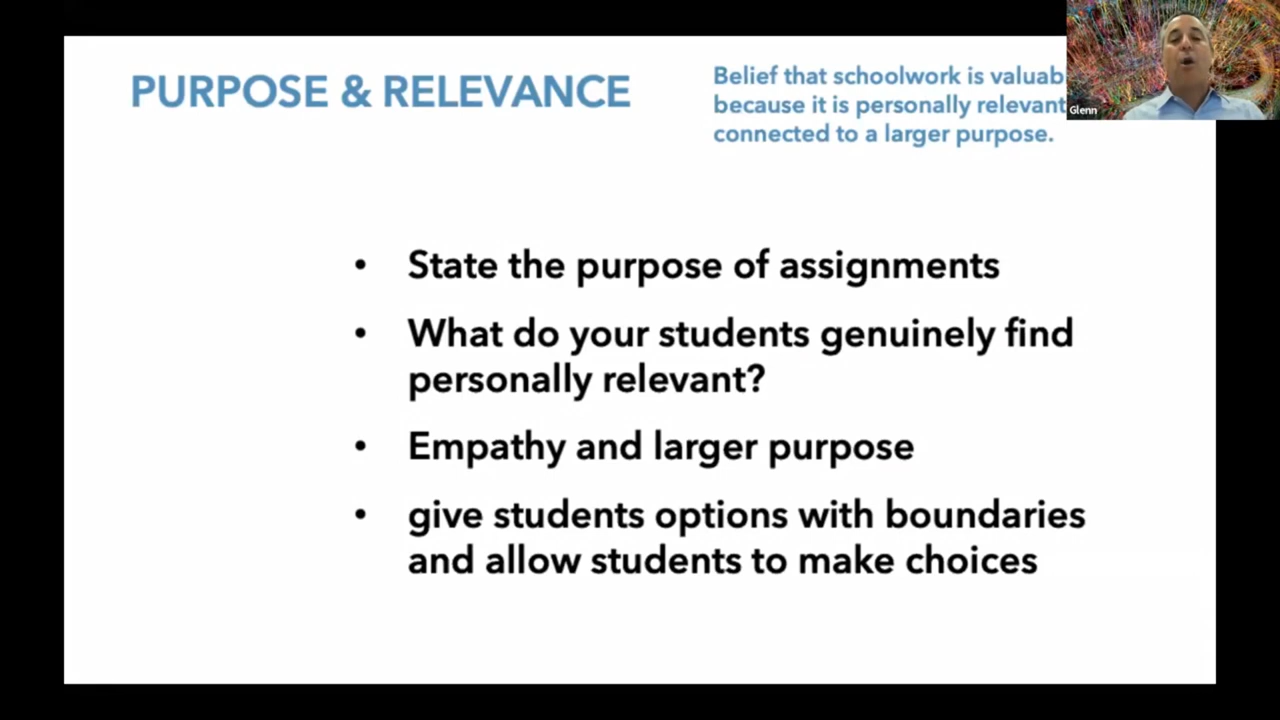 PURPOSE & RELEVANCE
Belief that schoolwork is
because it is personally relevant
connected to a larger purpose.
Glenn
• State the purpose of assignments
• What do your students genuinely find
personally relevant?
• Empathy and larger purpose
• give students options with boundaries
and allow students to make choices